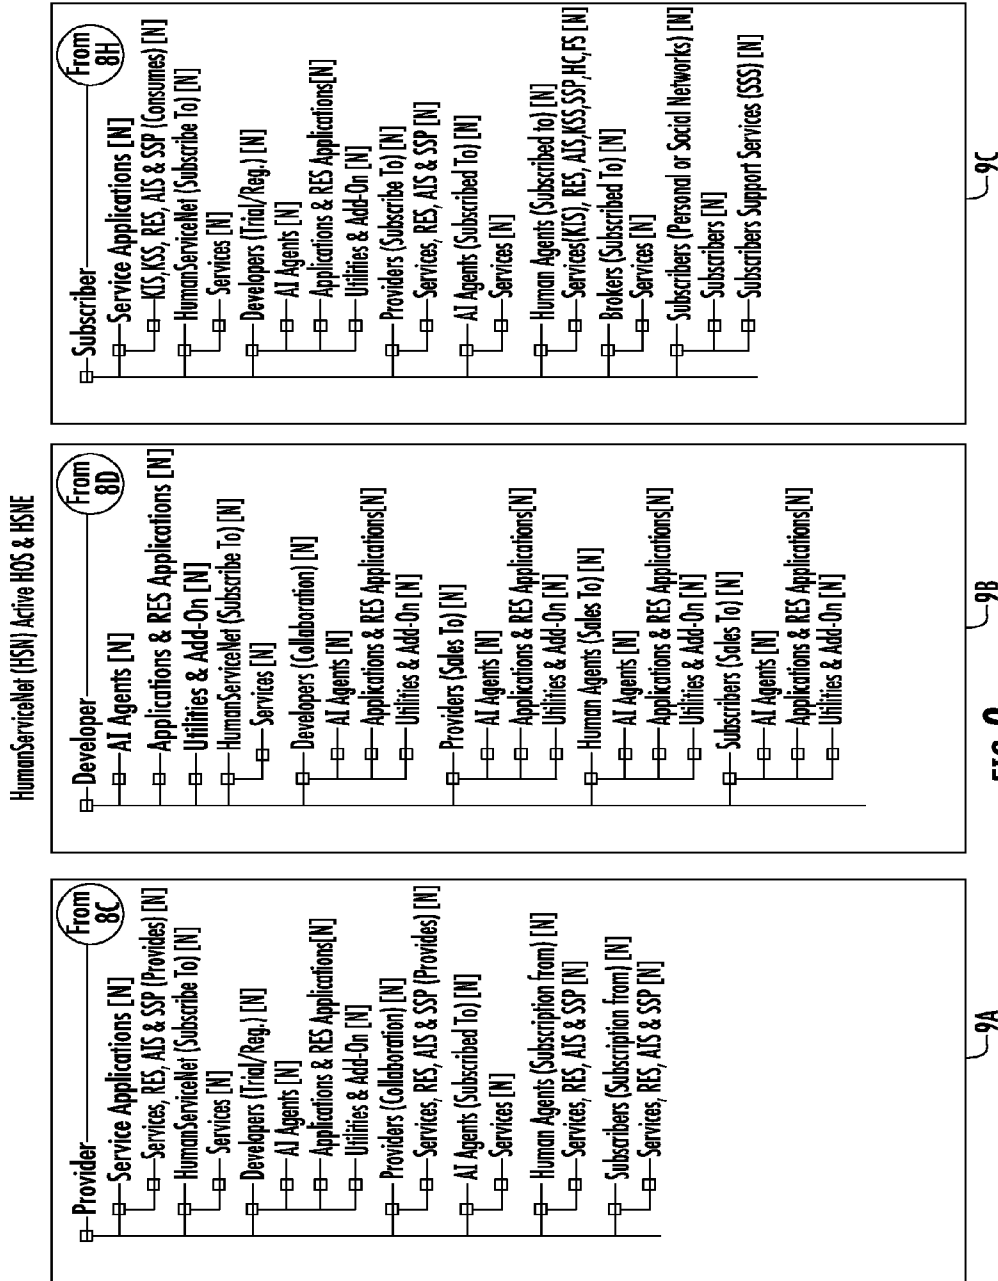 HumanServiceNet (HSN) Active HOS & HSNE
From
8C
Provider
Service Applications [N]
Services, RES, AIS & SSP (Provides) [N]
HumanServiceNet (Subscribe To) [N]
Services [N]
Developers (Trial/Reg.) [N]
AI Agents [N]
Applications & RES Applications[N]
Utilities & Add-On [N]
Providers (Collaboration) [N]
Services, RES, AIS & SSP (Provides) [N]
AI Agents (Subscribed To) [N]
Services [N]
Human Agents (Subscription from) [N]
Services, RES, AIS & SSP [N]
Subscribers (Subscription from) [N]
Services, RES, AIS & SSP [N]
9A
From
8D
Developer
AI Agents [N]
Applications & RES Applications [N]
Utilities & Add-On [N]
HumanServiceNet (Subscribe To) [N]
Services [N]
Developers (Collaboration) [N]
AI Agents [N]
Applications & RES Applications[N]
Utilities & Add-On [N]
Providers (Sales To) [N]
AI Agents [N]
Applications & RES Applications[N]
Utilities & Add-On [N]
Human Agents (Sales To) [N]
AI Agents [N]
Applications & RES Applications[N]
Utilities & Add-On [N]
Subscribers (Sales To) [N]
AI Agents [N]
Applications & RES Applications[N]
Utilities & Add-On [N]
9B
From
8H
Subscriber
Service Applications [N]
KIS,KSS, RES, AIS & SSP (Consumes) [N]
HumanServiceNet (Subscribe To) [N]
Services [N]
Developers (Trial/Reg.) [N]
AI Agents [N]
Applications & RES Applications[N]
Utilities & Add-On [N]
Providers (Subscribe To) [N]
Services, RES, AIS & SSP [N]
AI Agents (Subscribed To) [N]
Services [N]
Human Agents (Subscribed to) [N]
Services(KIS), RES, AIS,KSS,SSP,HC,FS [N]
Brokers (Subscribed To) [N]
Services [N]
Subscribers (Personal or Social Networks) [N]
Subscribers [N]
Subscribers Support Services (SSS) [N]
9C